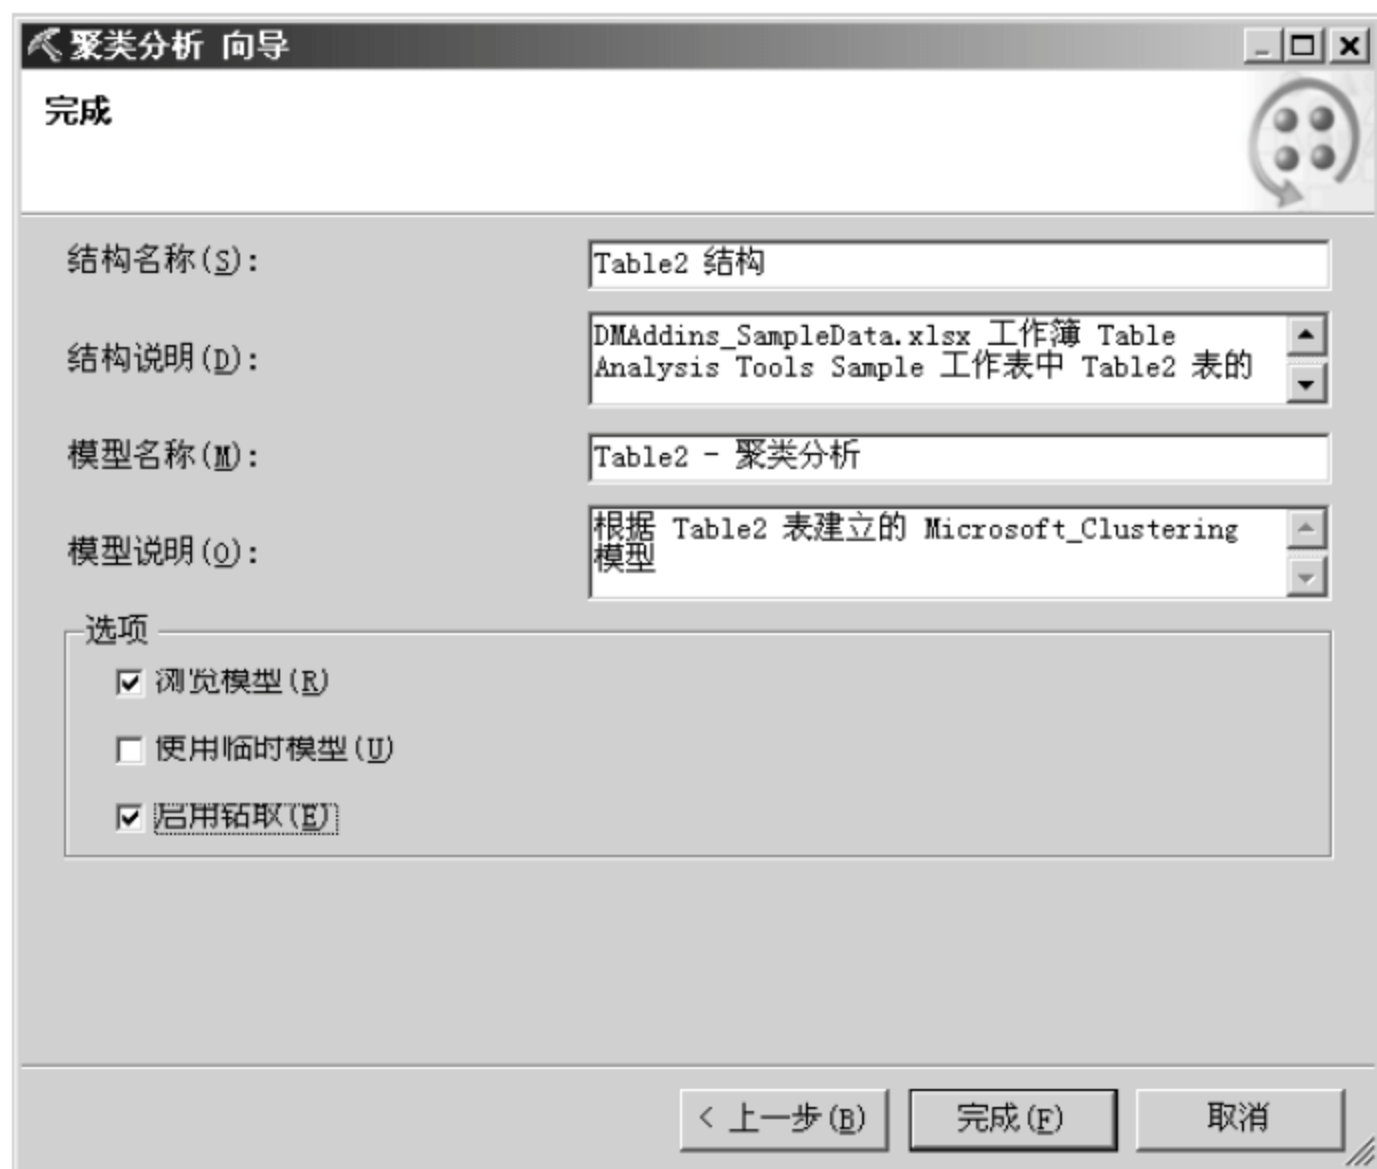 聚类分析 向导
完成
结构名称(S):
Table2 结构
结构说明(D):
DMAddins_SampleData.xlsx 工作簿 Table
Analysis Tools Sample 工作表中 Table2 表的
模型名称(M):
Table2 - 聚类分析
模型说明(O):
根据 Table2 表建立的 Microsoft_Clustering
模型
选项
浏览模型(R)
使用临时模型(U)
启用钻取(E)
< 上一步(B)
完成(F)
取消